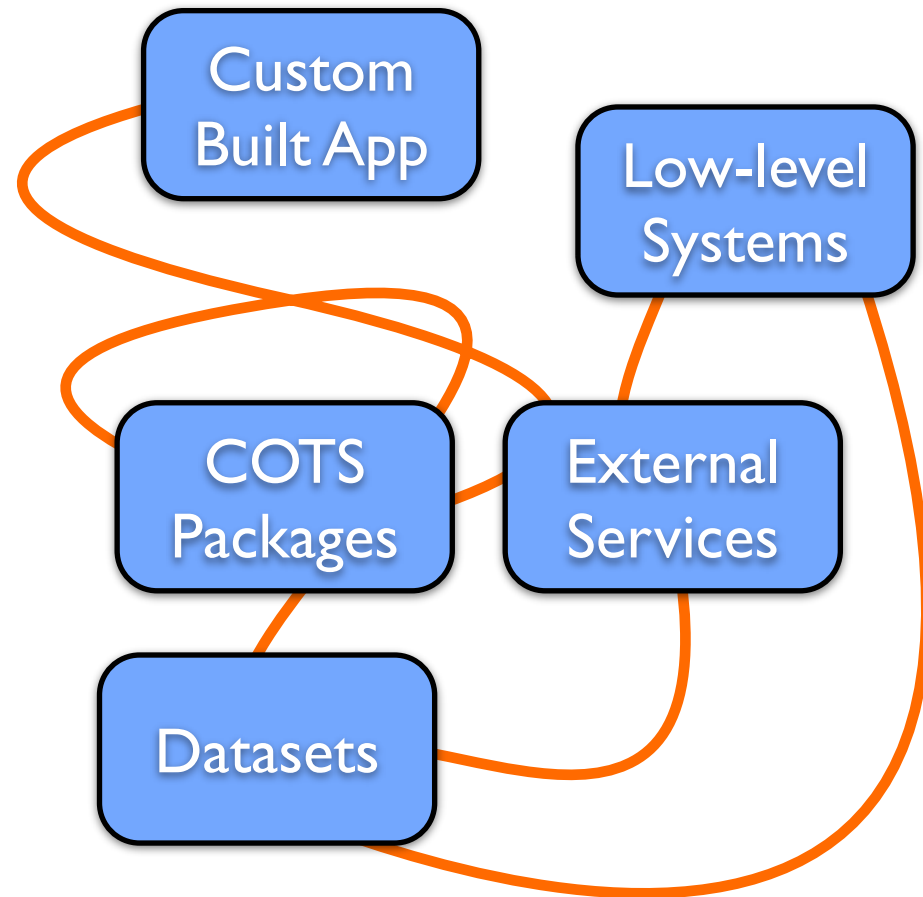 Custom
Built App
Low-level
Systems
COTS
Packages
External
Services
Datasets